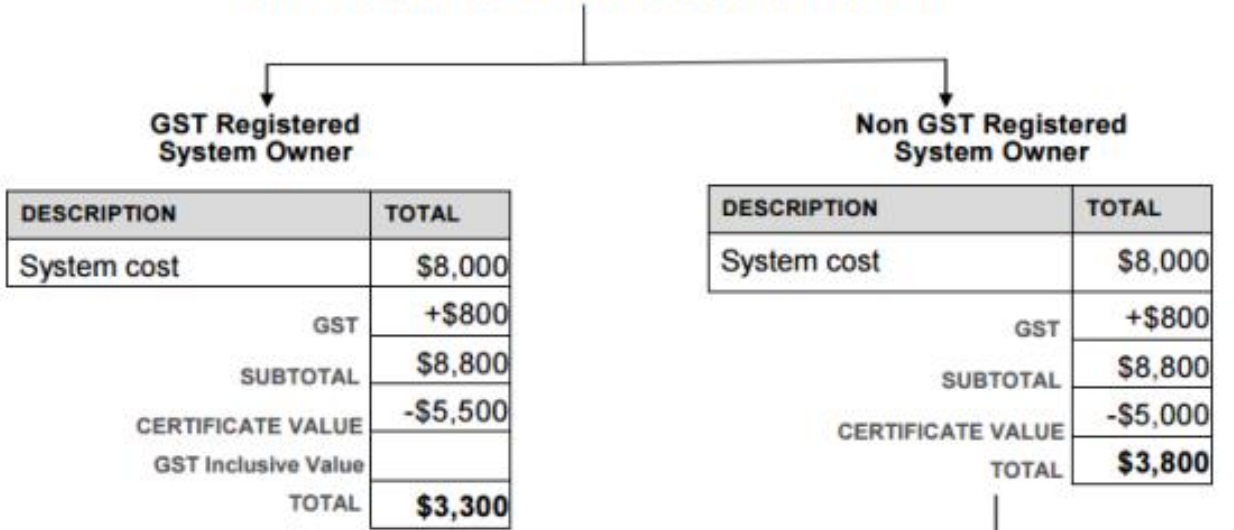 GST Registered
System Owner
DESCRIPTION TOTAL
System cost $8,000
GST +$800
SUBTOTAL $8,800
CERTIFICATE VALUE -$5,500
GST Inclusive Value
TOTAL $3,300
Non GST Registered
System Owner
DESCRIPTION TOTAL
System cost $8,000
GST +$800
SUBTOTAL $8,800
CERTIFICATE VALUE -$5,000
TOTAL $3,800